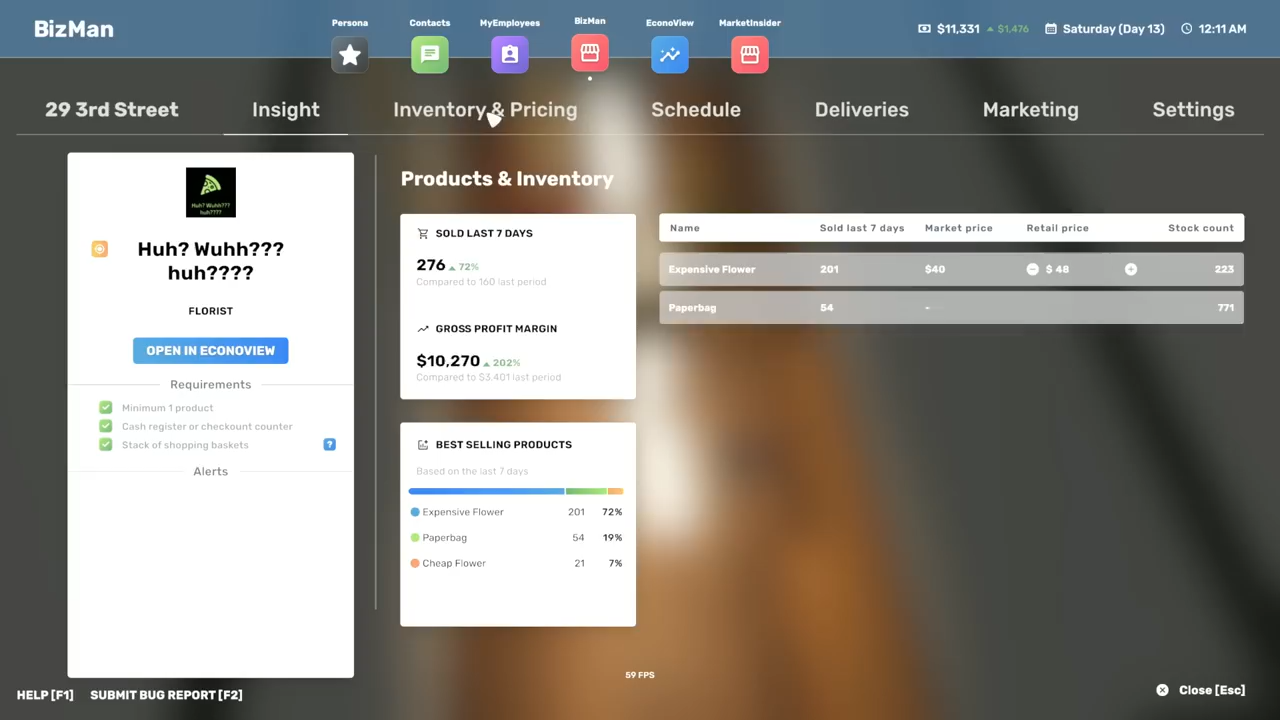 BizMan
Persona
Contacts
MyEmployees
BizMan
EconoView
MarketInsider
$11,331 $1,476
Saturday (Day 13)
12:11 AM
29 3rd Street
Insight
Inventory & Pricing
Schedule
Deliveries
Marketing
Settings
Huh? Wuhh???
huh????
Huh? Wuhh???
huh????
FLORIST
OPEN IN ECONOVIEW
Requirements
Minimum 1 product
Cash register or checkount counter
Stack of shopping baskets
?
Alerts
Products & Inventory
SOLD LAST 7 DAYS
276 72%
Compared to 160 last period
GROSS PROFIT MARGIN
$10,270 202%
Compared to $3,401 last period
BEST SELLING PRODUCTS
Based on the last 7 days
Expensive Flower 201 72%
Paperbag 54 19%
Cheap Flower 21 7%
Name Sold last 7 days Market price Retail price Stock count
Expensive Flower 201 $40 $ 48 223
Paperbag 54 - 771
59 FPS
HELP [F1] SUBMIT BUG REPORT [F2]
Close [Esc]